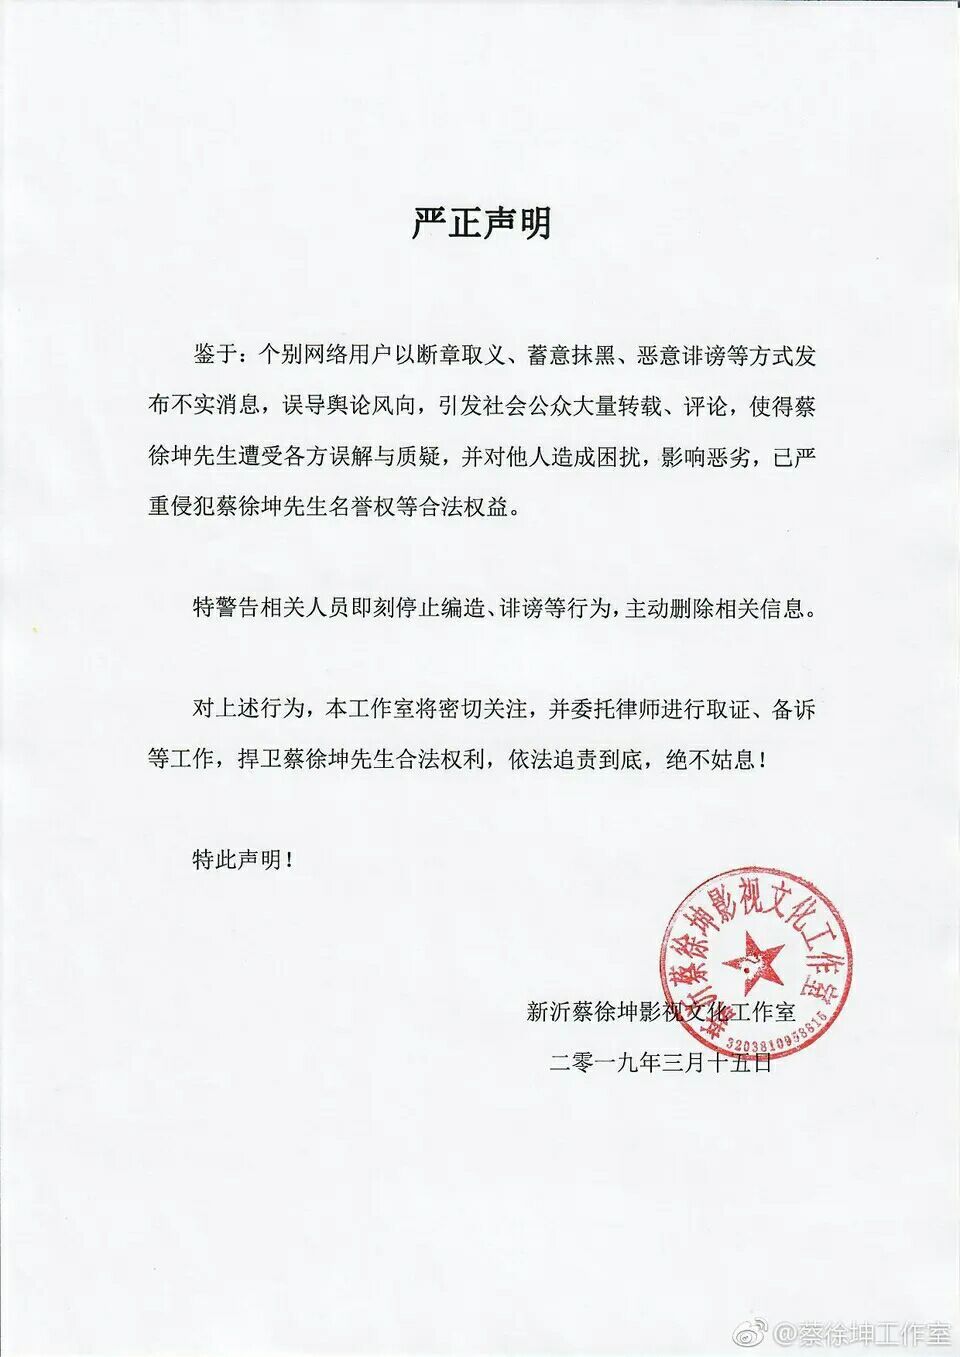 严正声明
鉴于：个别网络用户以断章取义、蓄意抹黑、恶意诽谤等方式发
布不实消息，误导舆论风向，引发社会公众大量转载、评论，使得蔡
徐坤先生遭受各方误解与质疑，并对他人造成困扰，影响恶劣，已严
重侵犯蔡徐坤先生名誉权等合法权益。
特警告相关人员即刻停止编造、诽谤等行为，主动删除相关信息。
对上述行为，本工作室将密切关注，并委托律师进行取证、备诉
等工作，捍卫蔡徐坤先生合法权利，依法追责到底，绝不姑息！
特此声明！
新沂蔡徐坤影视文化工作室
二零一九年三月十五日
新沂蔡徐坤影视文化工作室
3203810958615
@蔡徐坤工作室